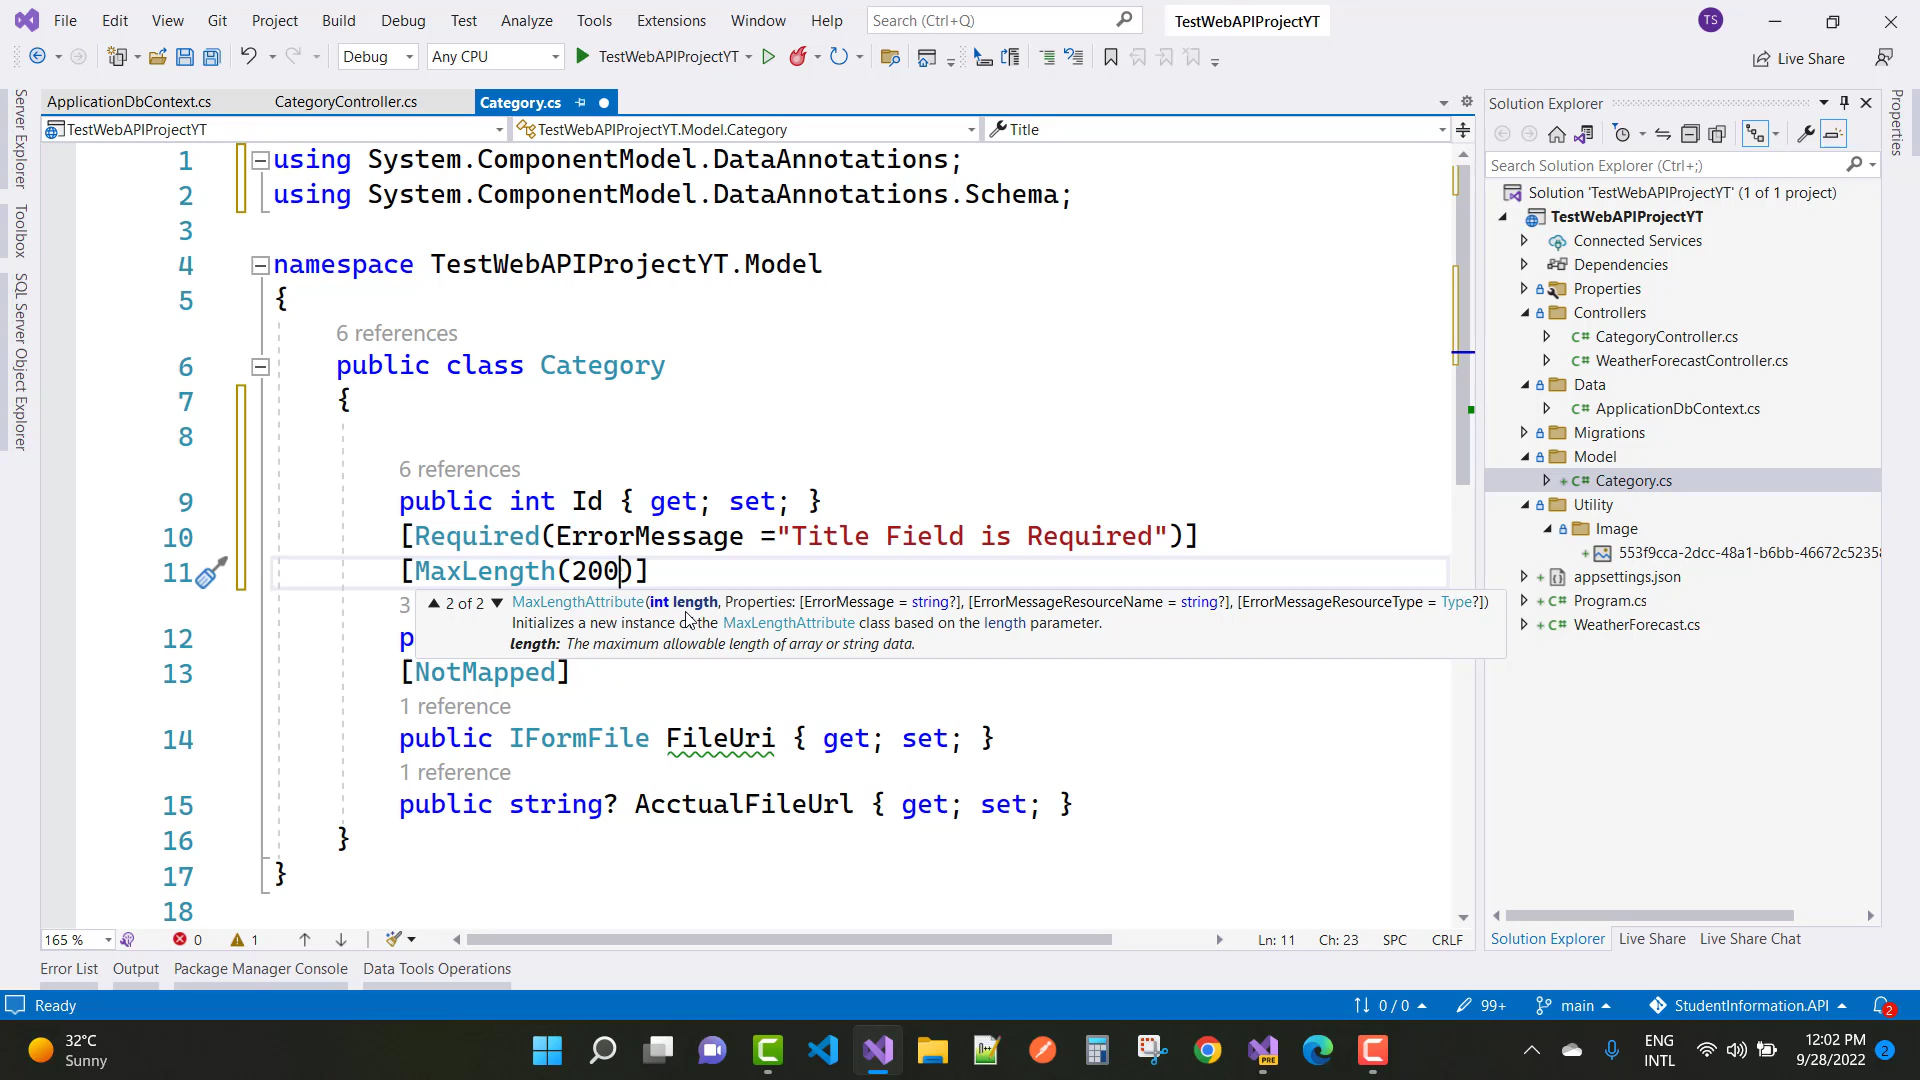 File Edit View Git Project Build Debug Test Analyze Tools Extensions Window Help Search (Ctrl+Q) TestWebAPIProjectYT TS
Debug Any CPU TestWebAPIProjectYT Live Share
ApplicationDbContext.cs CategoryController.cs Category.cs
TestWebAPIProjectYT TestWebAPIProjectYT.Model.Category Title
Server Explorer
Toolbox
SQL Server Object Explorer
1 using System.ComponentModel.DataAnnotations;
2 using System.ComponentModel.DataAnnotations.Schema;
3
4 namespace TestWebAPIProjectYT.Model
5 {
6 references
6 public class Category
7 {
8
6 references
9 public int Id { get; set; }
10 [Required(ErrorMessage ="Title Field is Required")]
11 [MaxLength(200)]
3
2 of 2 MaxLengthAttribute(int length, Properties: [ErrorMessage = string?], [ErrorMessageResourceName = string?], [ErrorMessageResourceType = Type?])
Initializes a new instance of the MaxLengthAttribute class based on the length parameter.
length: The maximum allowable length of array or string data.
12 p
13 [NotMapped]
1 reference
14 public IFormFile FileUri { get; set; }
1 reference
15 public string? AcctualFileUrl { get; set; }
16 }
17 }
18
165 % 0 1 Ln: 11 Ch: 23 SPC CRLF
Error List Output Package Manager Console Data Tools Operations
Solution Explorer
Search Solution Explorer (Ctrl+;)
Solution 'TestWebAPIProjectYT' (1 of 1 project)
TestWebAPIProjectYT
Connected Services
Dependencies
Properties
Controllers
C# CategoryController.cs
C# WeatherForecastController.cs
Data
C# ApplicationDbContext.cs
Migrations
Model
C# Category.cs
Utility
Image
553f9cca-2dcc-48a1-b6bb-46672c5235
appsettings.json
C# Program.cs
C# WeatherForecast.cs
Solution Explorer Live Share Live Share Chat
Properties
Ready 0 / 0 99+ main StudentInformation.API 2
32°C
Sunny
PRE
ENG
INTL
12:02 PM
9/28/2022
2